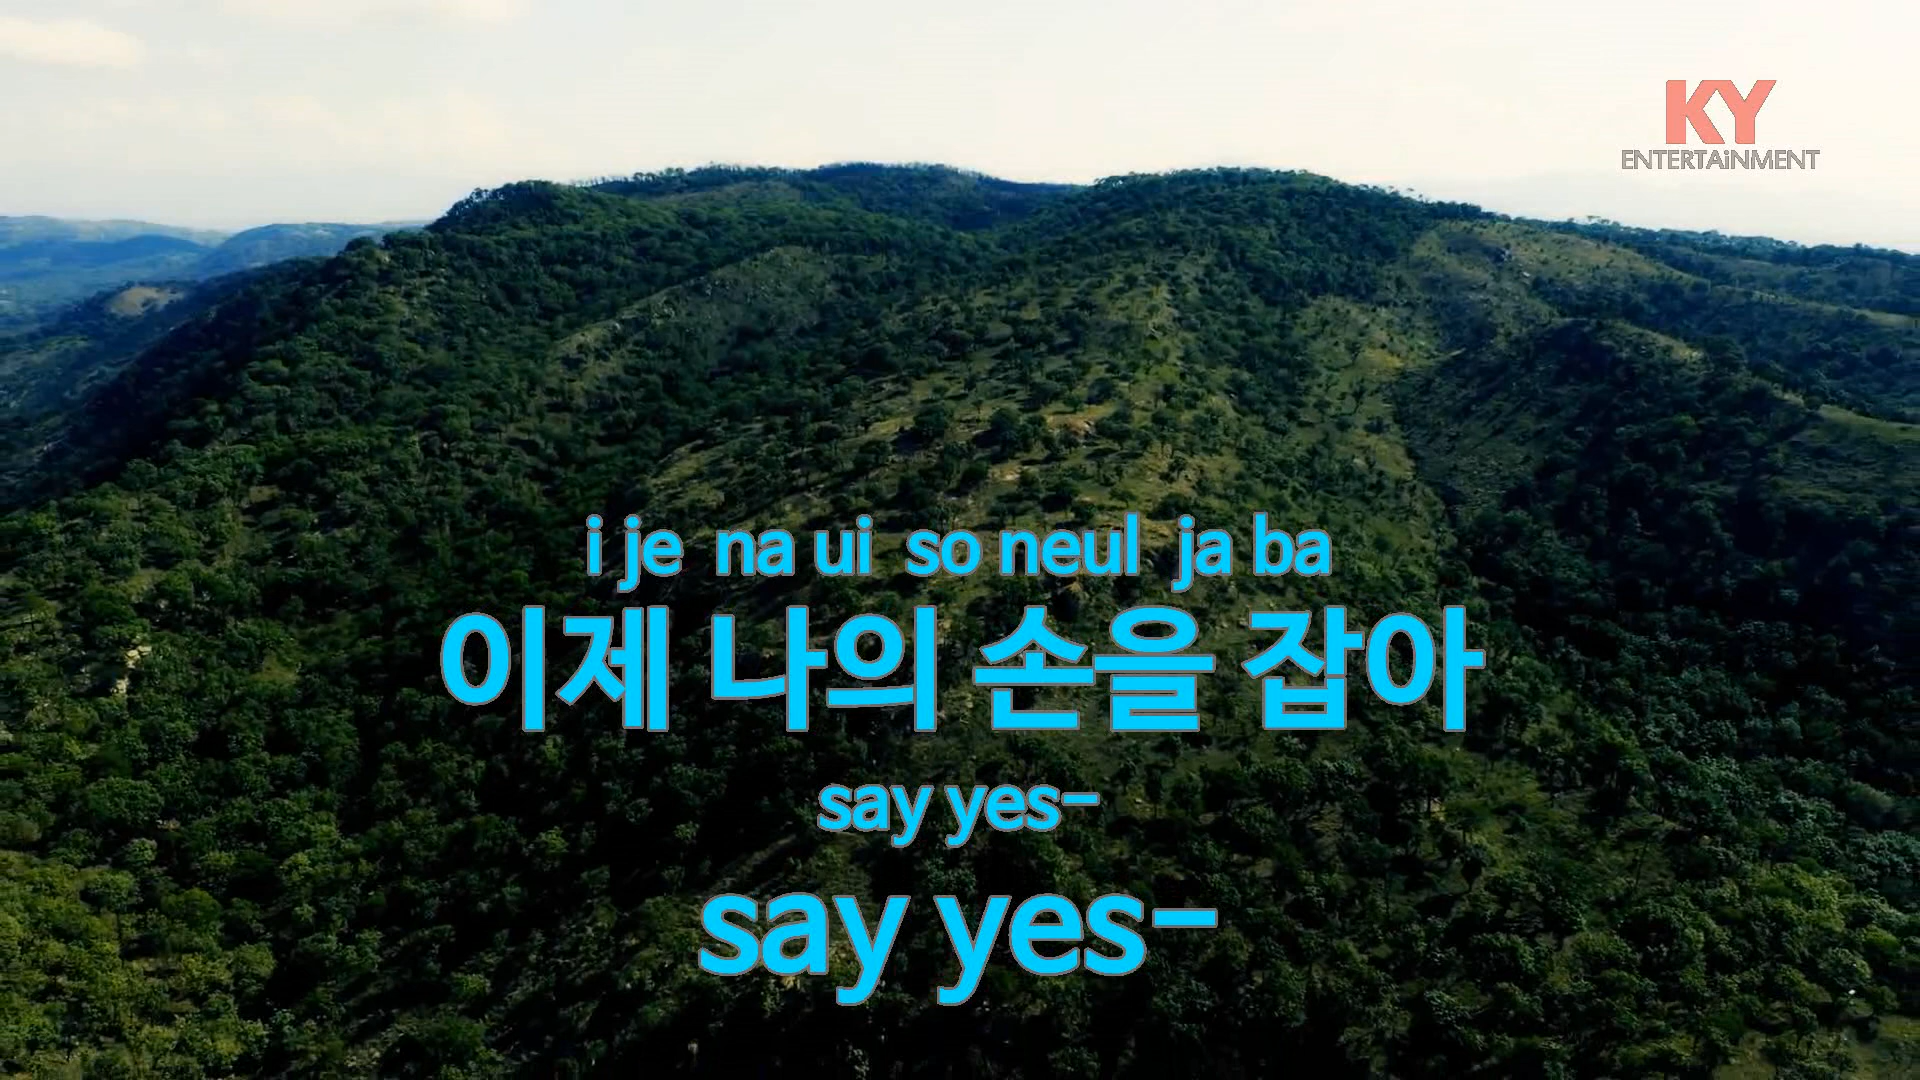 KY
ENTERTAiNMENT
i je na ui so neul ja ba
이제 나의 손을 잡아
say yes-
say yes-